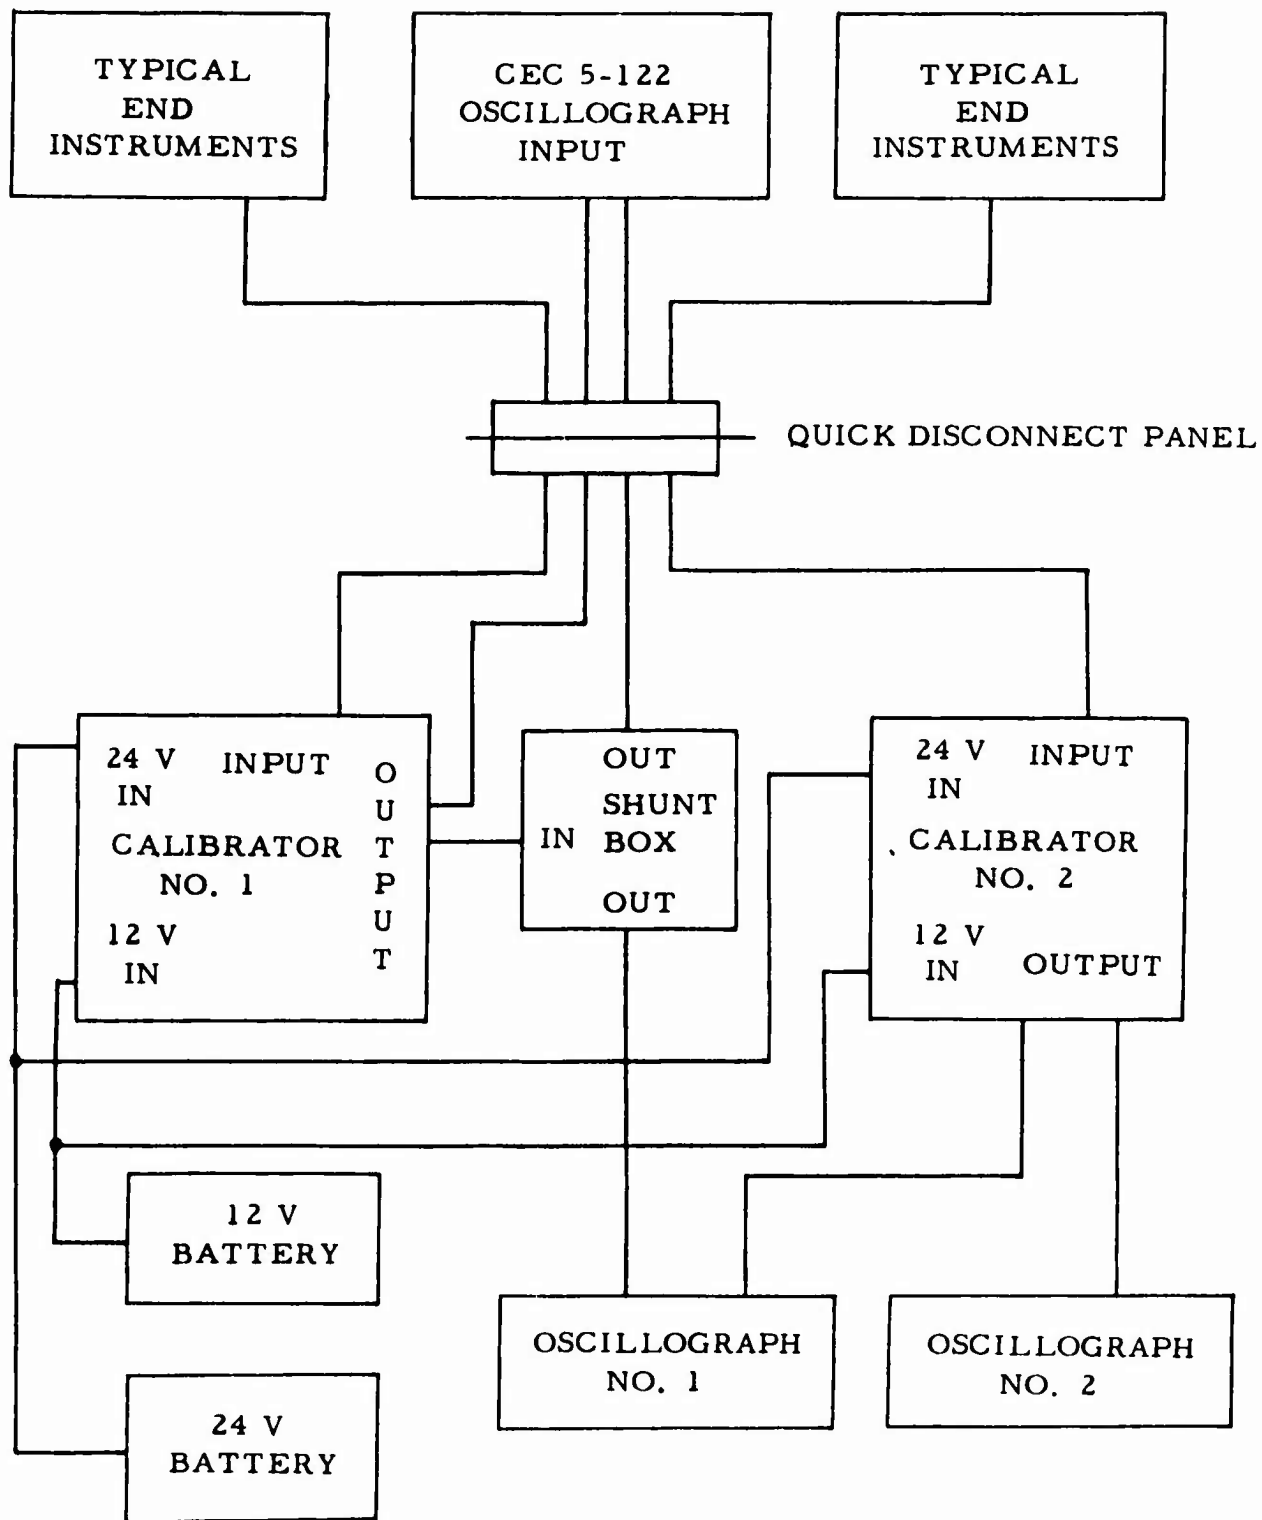 TYPICAL
END
INSTRUMENTS
CEC 5-122
OSCILLOGRAPH
INPUT
TYPICAL
END
INSTRUMENTS
QUICK DISCONNECT PANEL
24 V
IN
INPUT
OUTPUT
CALIBRATOR
NO. 1
12 V
IN
OUT
SHUNT
BOX
IN
OUT
24 V
IN
INPUT
CALIBRATOR
NO. 2
12 V
IN
OUTPUT
12 V
BATTERY
24 V
BATTERY
OSCILLOGRAPH
NO. 1
OSCILLOGRAPH
NO. 2